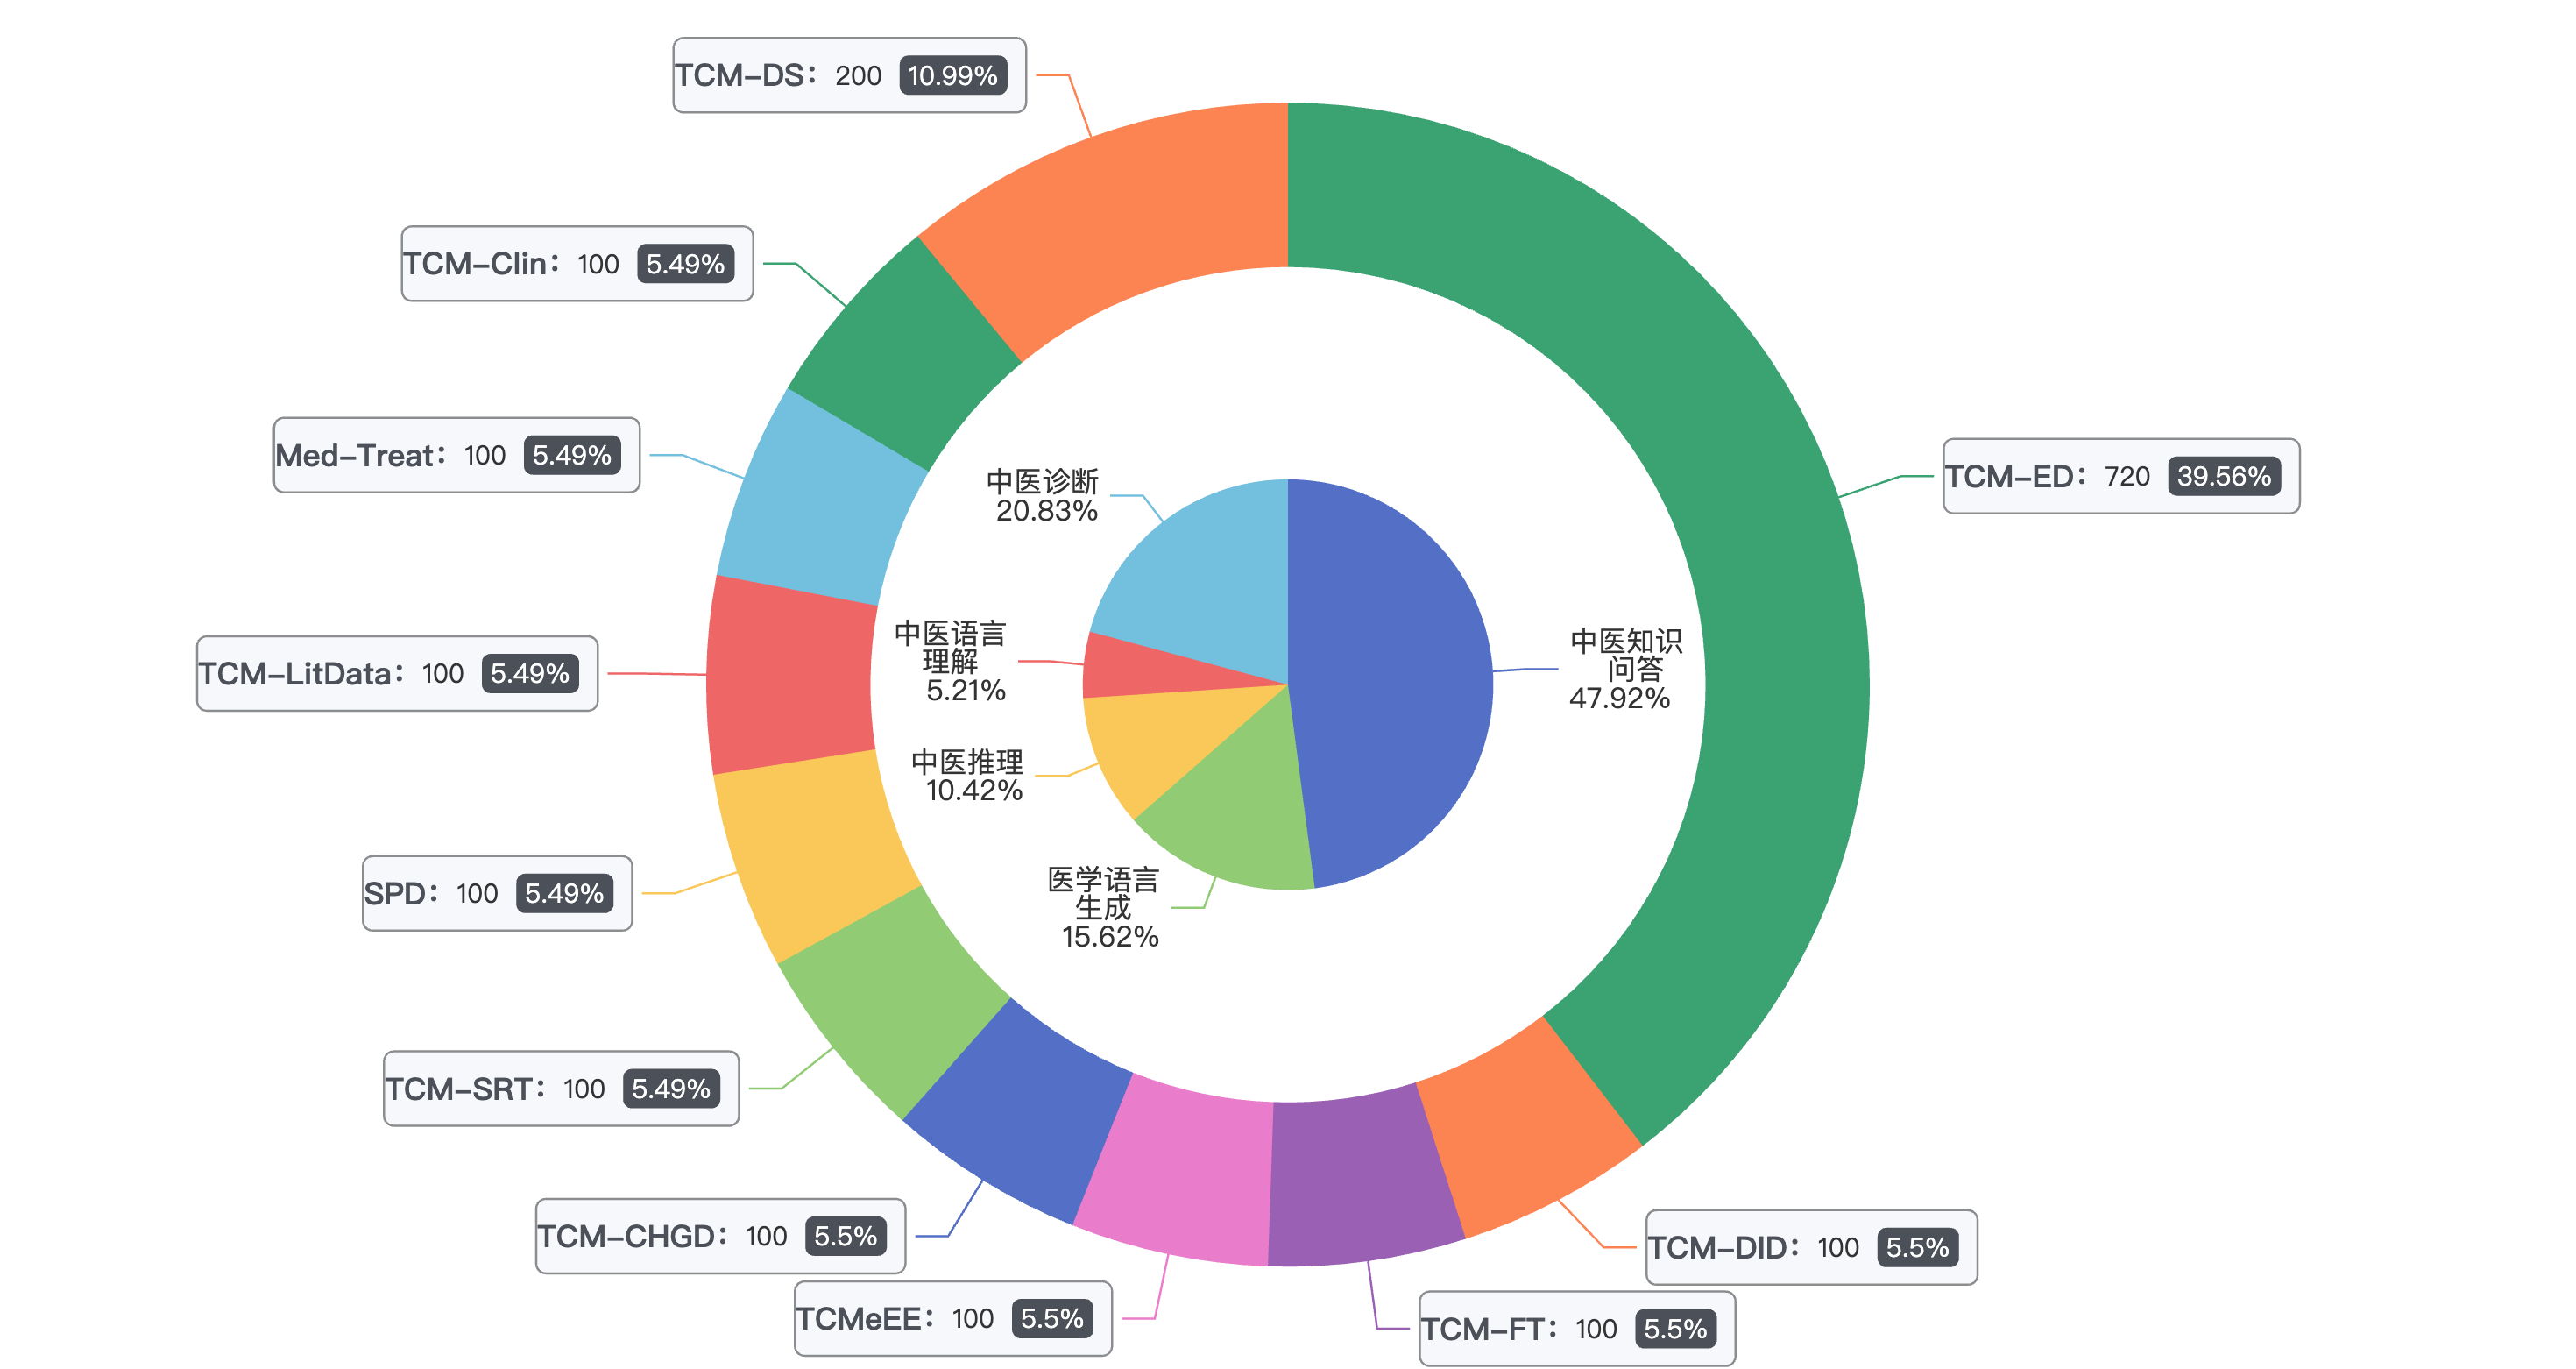 TCM-DS： 200 10.99%
TCM-Clin： 100 5.49%
Med-Treat： 100 5.49%
TCM-ED： 720 39.56%
中医诊断
20.83%
中医语言
理解
5.21%
中医知识
问答
47.92%
TCM-LitData： 100 5.49%
中医推理
10.42%
SPD： 100 5.49%
医学语言
生成
15.62%
TCM-SRT： 100 5.49%
TCM-CHGD： 100 5.5%
TCM-DID： 100 5.5%
TCMeEE： 100 5.5%
TCM-FT： 100 5.5%